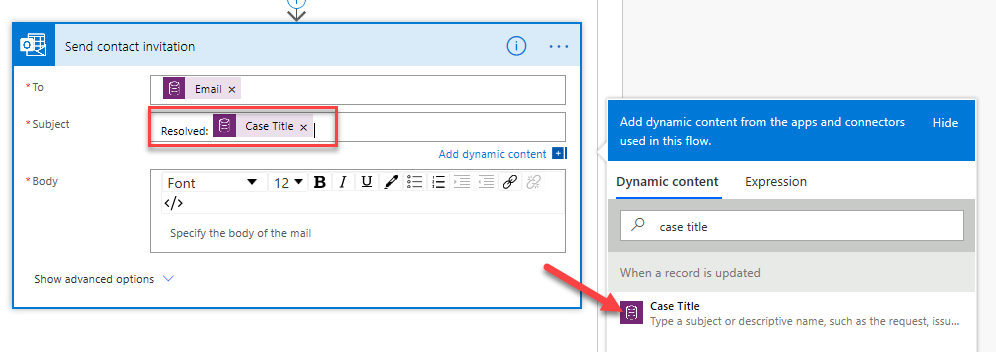 Send contact invitation
* To
Email ×
* Subject
Resolved: Case Title ×
Add dynamic content
* Body
Font 12 B I U
</>
Specify the body of the mail
Show advanced options
Add dynamic content from the apps and connectors
used in this flow.
Hide
Dynamic content Expression
case title
When a record is updated
Case Title
Type a subject or descriptive name, such as the request, issu...